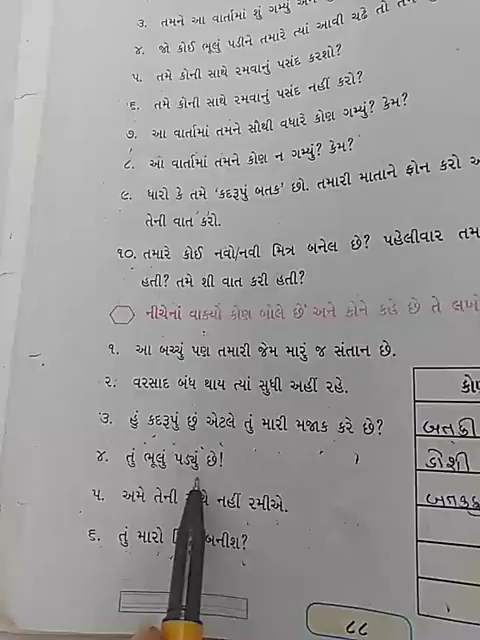 ૩. તમને આ વાર્તામાં શું ગમ્યું અને
૪. જો કોઈ ભૂલું પડીને તમારે ત્યાં આવી ચઢે તો તમે
૫. તમે કોની સાથે રમવાનું પસંદ કરશો?
૬. તમે કોની સાથે રમવાનું પસંદ નહીં કરો?
૭. આ વાર્તામાં તમને સૌથી વધારે કોણ ગમ્યું? કેમ?
૮. આ વાર્તામાં તમને કોણ ન ગમ્યું? કેમ?
૯. ધારો કે તમે ‘કદરૂપું બતક’ છો. તમારી માતાને ફોન કરો
તેની વાત કરો.
૧૦. તમારે કોઈ નવો/નવી મિત્ર બનેલ છે? પહેલીવાર
હતી? તમે શી વાત કરી હતી?
નીચેનાં વાક્યો કોણ બોલે છે અને કોને કહે છે તે લખો
૧. આ બચ્ચું પણ તમારી જેમ મારું જ સંતાન છે.
૨. વરસાદ બંધ થાય ત્યાં સુધી અહીં રહે.
કો
૩. હું કદરૂપું છું એટલે તું મારી મજાક કરે છે?
બતકી
૪. તું ભૂલું પડ્યું છે!
ડોશી
૫. અમે તેની નહીં રમીએ.
૬. તું મારો બનીશ?
૮૮